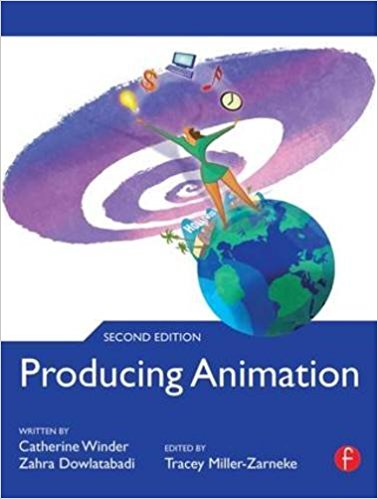 SECOND EDITION
Producing Animation
WRITTEN BY
Catherine Winder
Zahra Dowlatabadi
EDITED BY
Tracey Miller-Zarneke
f